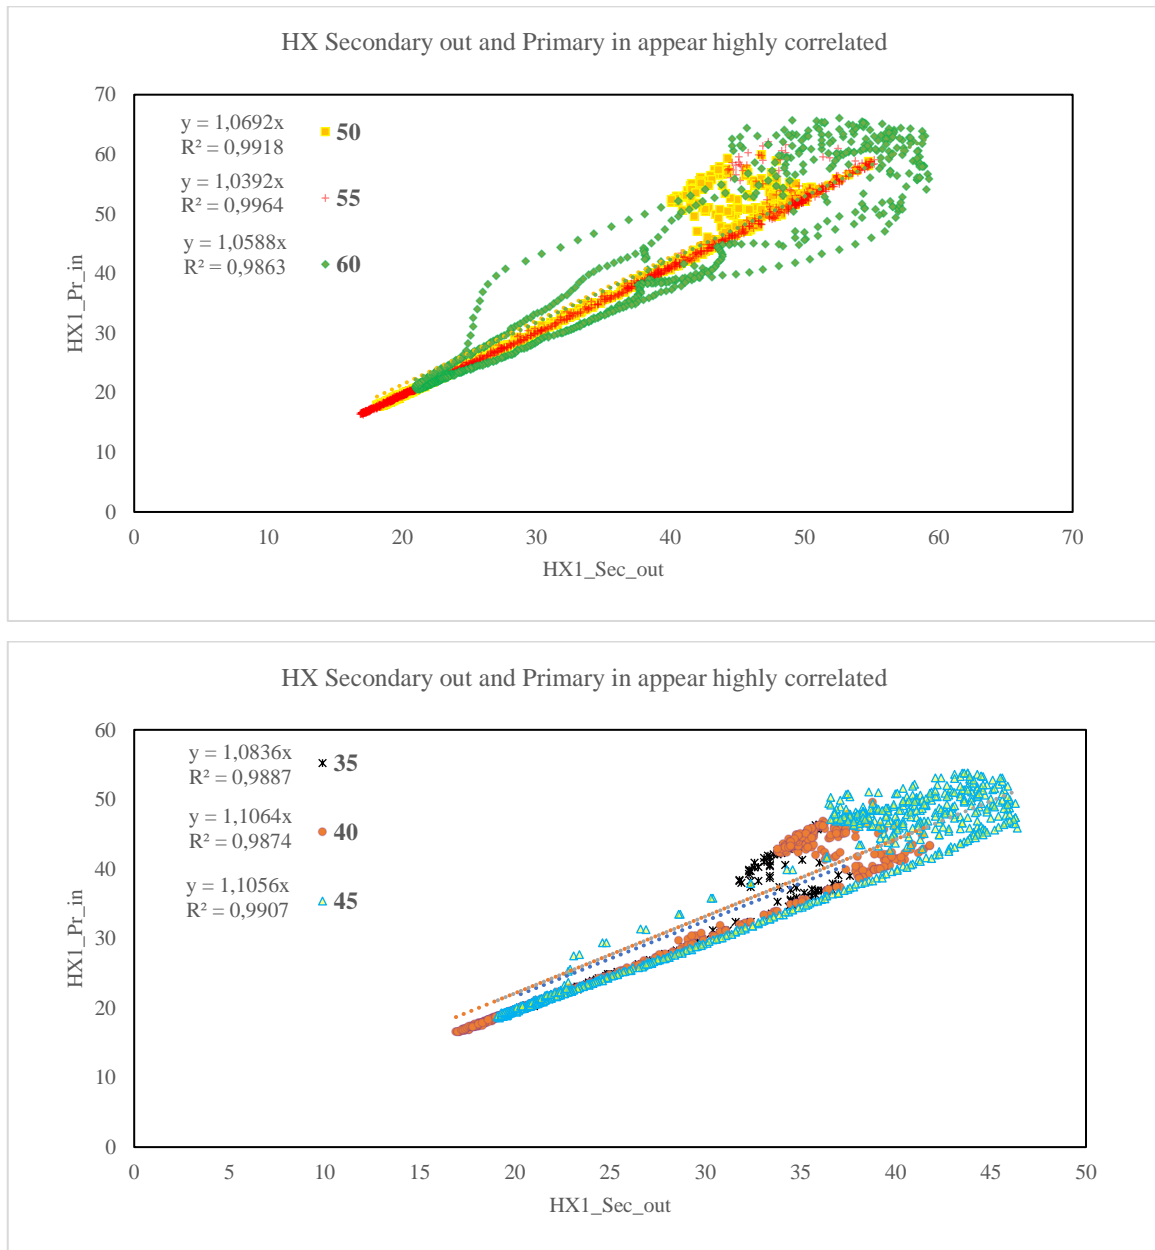 HX Secondary out and Primary in appear highly correlated
70
60
50
40
30
20
10
0
HX1_Pr_in
y = 1,0692x
R² = 0,9918
50
y = 1,0392x
R² = 0,9964
55
y = 1,0588x
R² = 0,9863
60
0 10 20 30 40 50 60 70
HX1_Sec_out
HX Secondary out and Primary in appear highly correlated
60
50
40
30
20
10
0
HX1_Pr_in
y = 1,0836x
R² = 0,9887
35
y = 1,1064x
R² = 0,9874
40
y = 1,1056x
R² = 0,9907
45
0 5 10 15 20 25 30 35 40 45 50
HX1_Sec_out